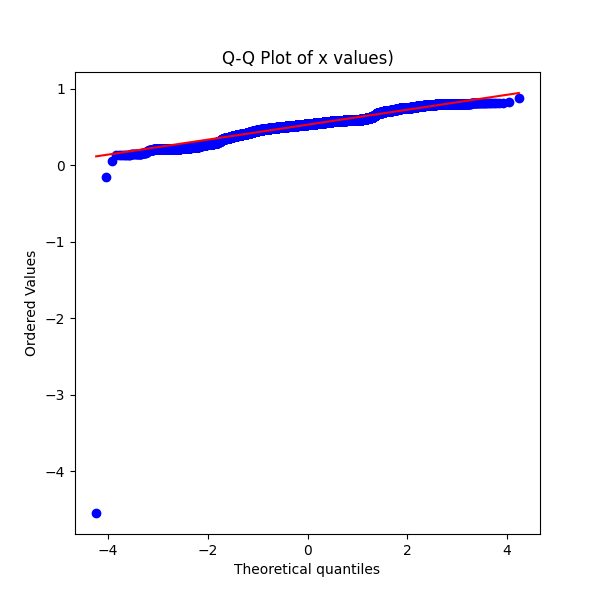 Q-Q Plot of x values)
Ordered Values
1
0
−1
−2
−3
−4
−4 −2 0 2 4
Theoretical quantiles